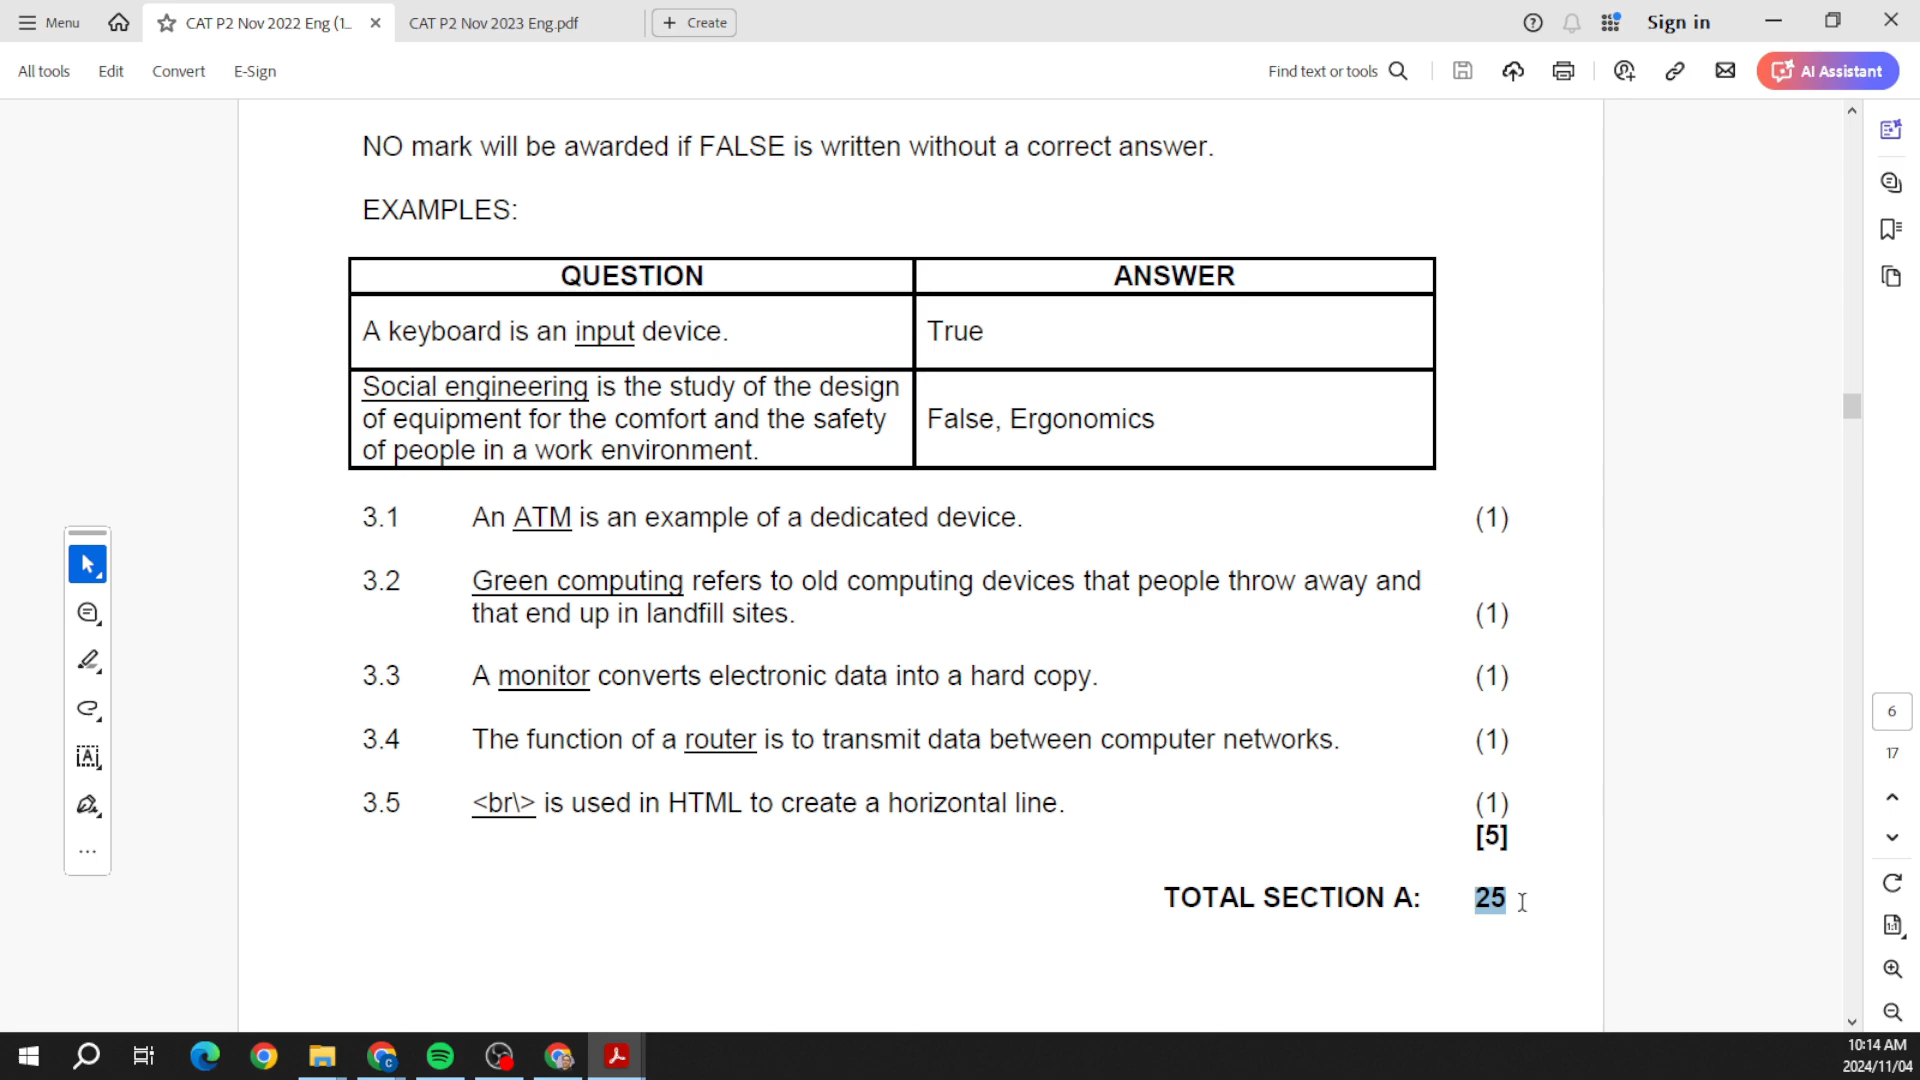 Menu
CAT P2 Nov 2022 Eng (1...
CAT P2 Nov 2023 Eng.pdf
Create
Sign in
All tools
Edit
Convert
E-Sign
Find text or tools
AI Assistant
NO mark will be awarded if FALSE is written without a correct answer.
EXAMPLES:
QUESTION ANSWER
A keyboard is an input device. True
Social engineering is the study of the design
of equipment for the comfort and the safety
of people in a work environment.
False, Ergonomics
3.1 An ATM is an example of a dedicated device. (1)
3.2 Green computing refers to old computing devices that people throw away and
that end up in landfill sites. (1)
3.3 A monitor converts electronic data into a hard copy. (1)
3.4 The function of a router is to transmit data between computer networks. (1)
3.5 <br\> is used in HTML to create a horizontal line. (1)
[5]
TOTAL SECTION A: 25
6
17
1:1
10:14 AM
2024/11/04